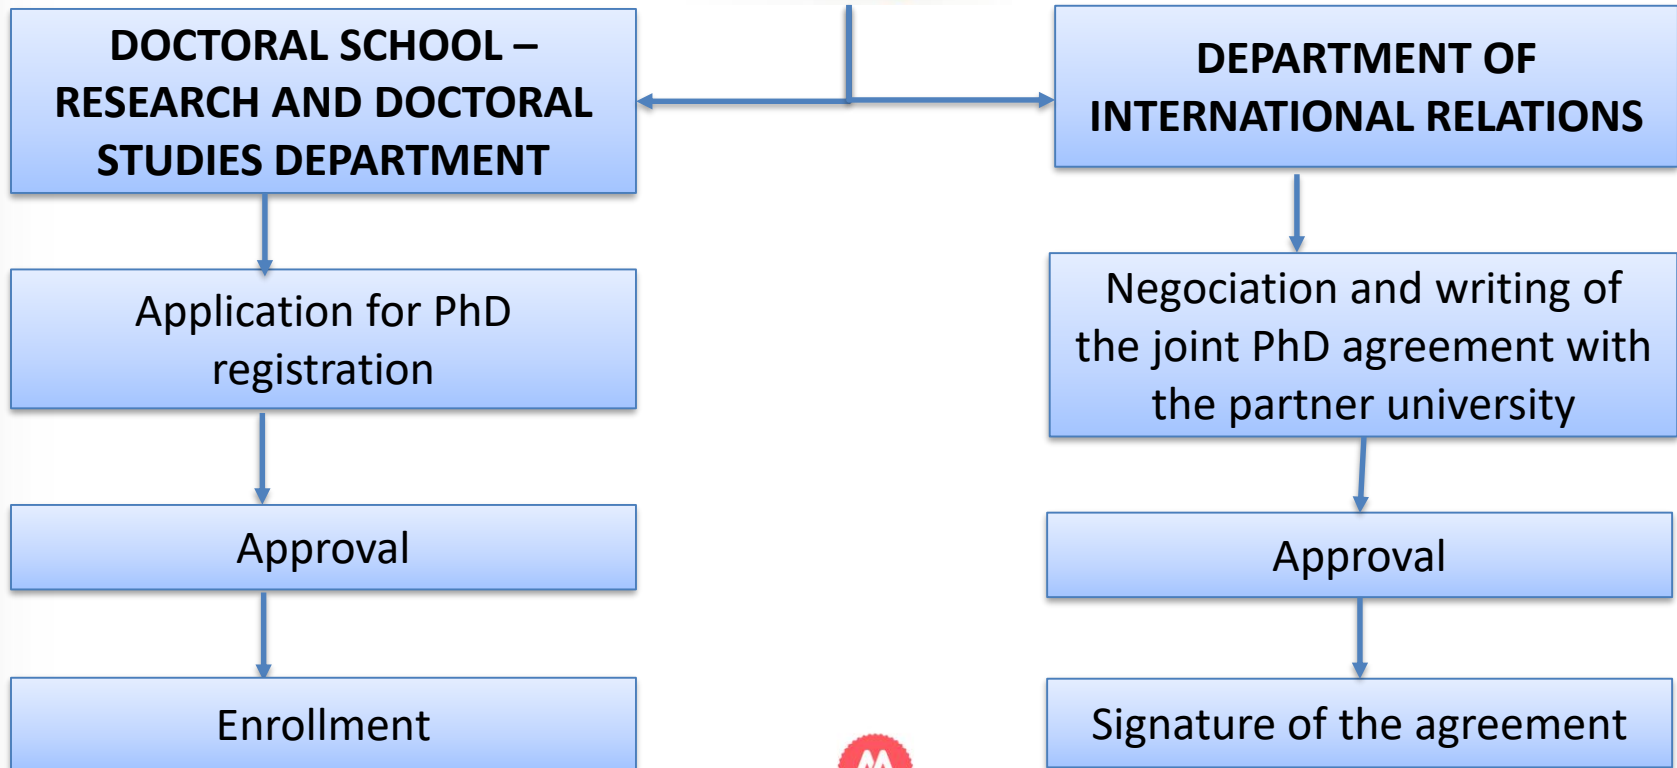 DOCTORAL SCHOOL –
RESEARCH AND DOCTORAL
STUDIES DEPARTMENT
Application for PhD
registration
Approval
Enrollment
DEPARTMENT OF
INTERNATIONAL RELATIONS
Negociation and writing of
the joint PhD agreement with
the partner university
Approval
Signature of the agreement